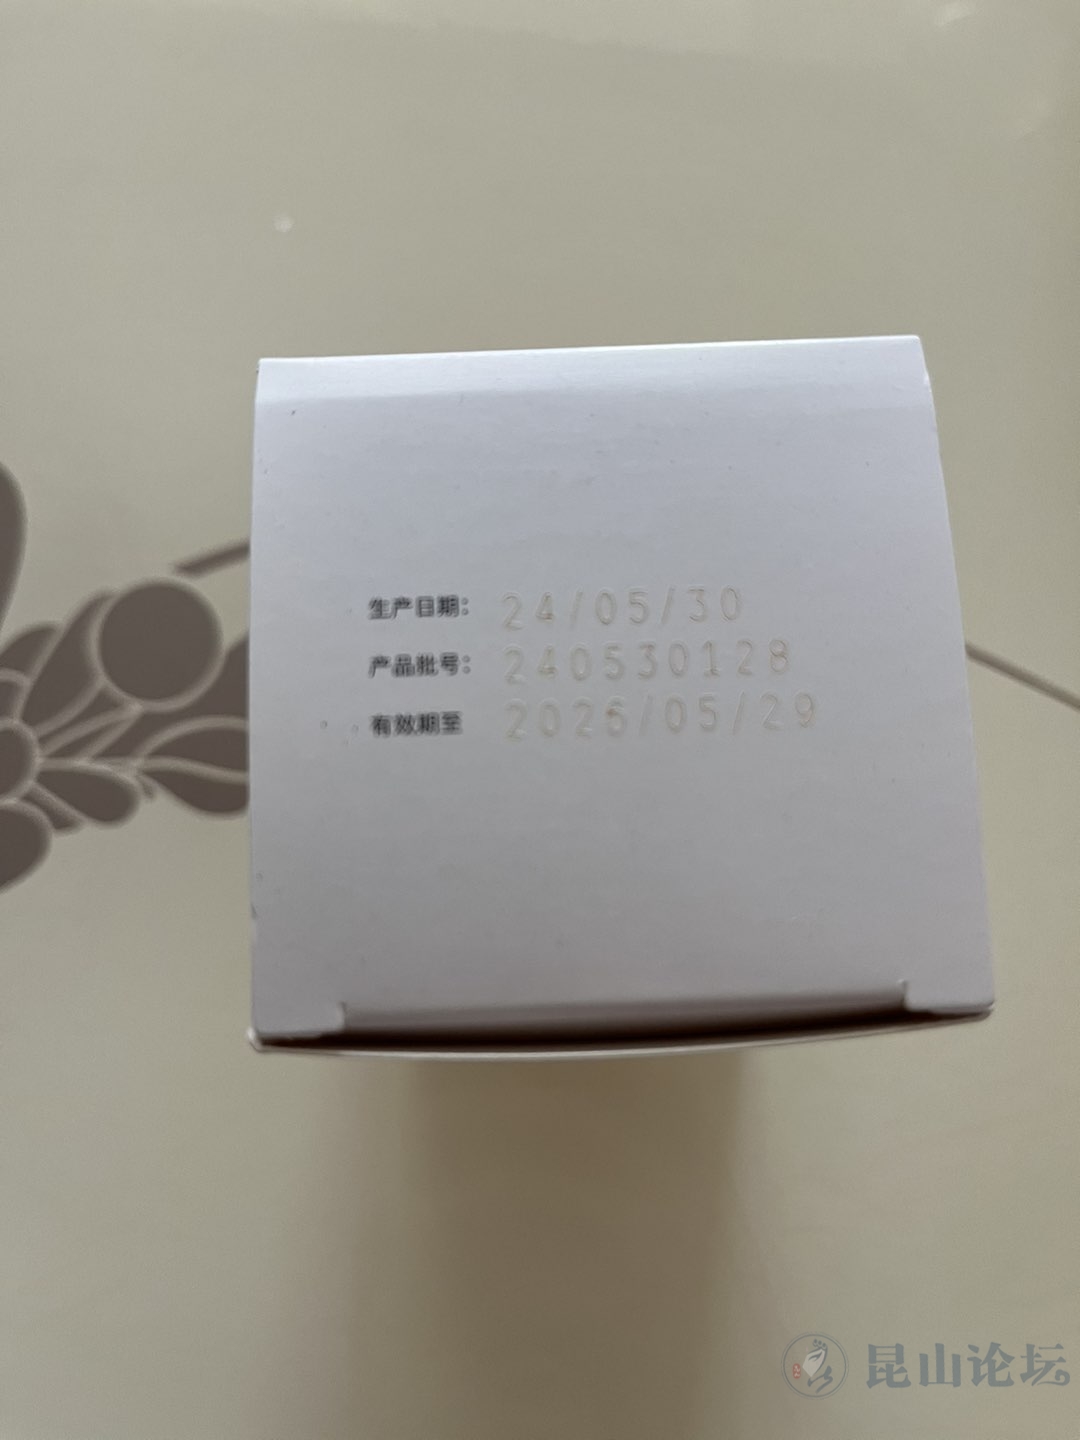 生产日期： 24/05/30
产品批号： 240530128
有效期至 2026/05/29
昆山论坛